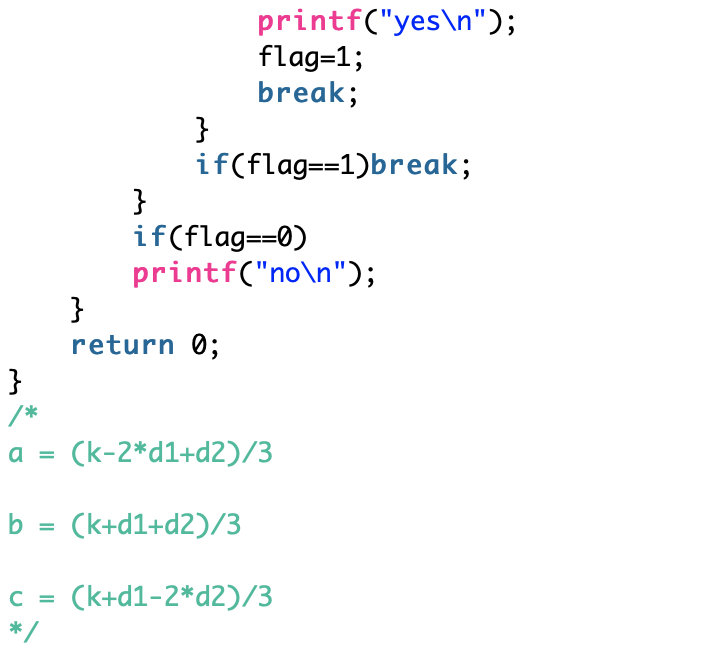 printf("yes\n");
flag=1;
break;
}
if(flag==1)break;
}
if(flag==0)
printf("no\n");
}
return 0;
}
/*
a = (k-2*d1+d2)/3
b = (k+d1+d2)/3
c = (k+d1-2*d2)/3
*/